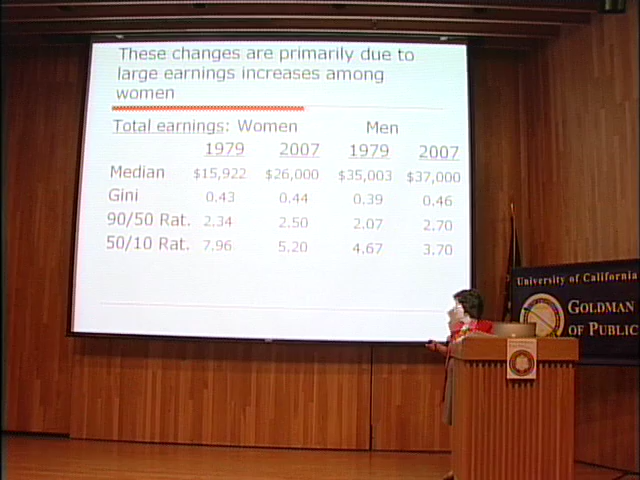 These changes are primarily due to
large earnings increases among
women
Total earnings: Women Men
1979 2007 1979 2007
Median $15,922 $26,000 $35,003 $37,000
Gini 0.43 0.44 0.39 0.46
90/50 Rat. 2.34 2.50 2.07 2.70
50/10 Rat. 7.96 5.20 4.67 3.70
University of California
GOLDMAN
OF PUBLIC